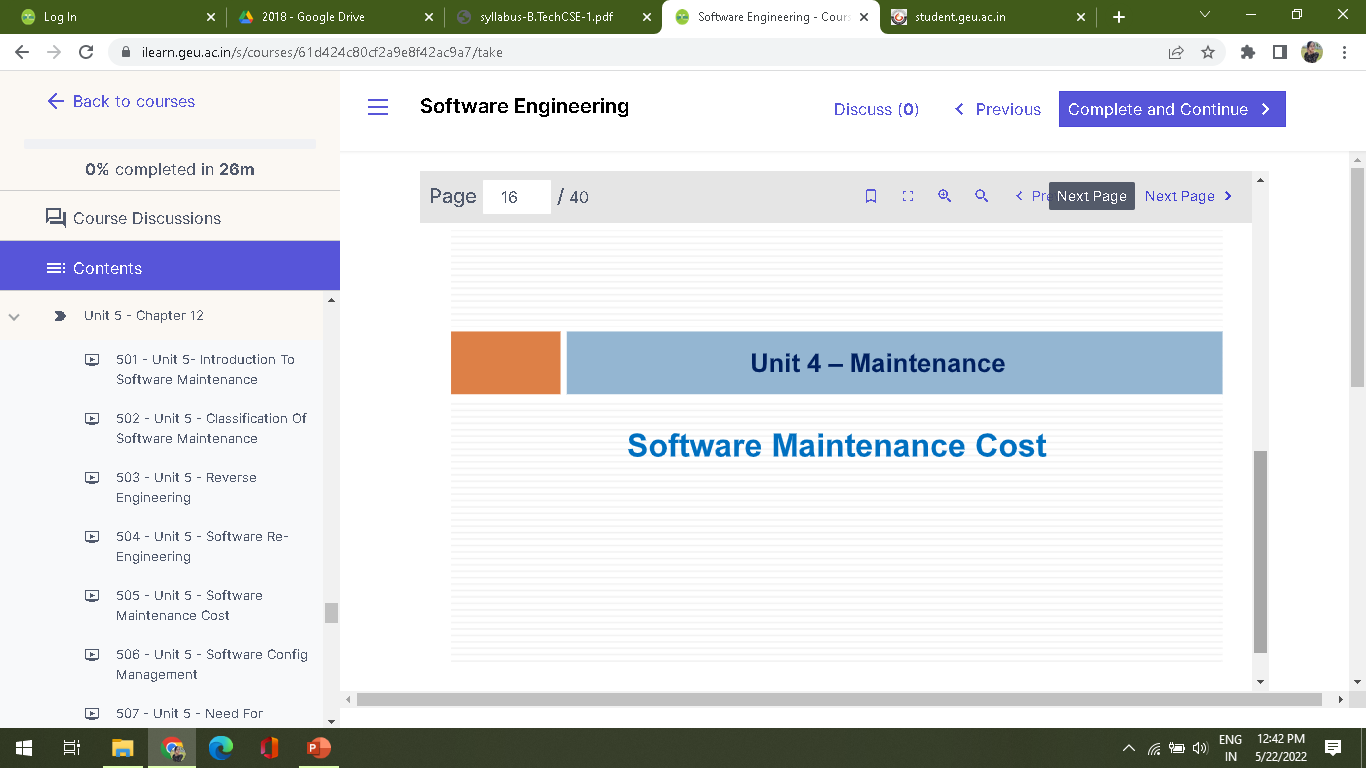 Log In
2018 - Google Drive
syllabus-B.TechCSE-1.pdf
Software Engineering - Cour
student.geu.ac.in
ilearn.geu.ac.in/s/courses/61d424c80cf2a9e8f42ac9a7/take
Back to courses
0% completed in 26m
Course Discussions
Contents
Unit 5 - Chapter 12
501 - Unit 5- Introduction To
Software Maintenance
502 - Unit 5 - Classification Of
Software Maintenance
503 - Unit 5 - Reverse
Engineering
504 - Unit 5 - Software Re-
Engineering
505 - Unit 5 - Software
Maintenance Cost
506 - Unit 5 - Software Config
Management
507 - Unit 5 - Need For
Software Engineering
Discuss (0)
Previous
Complete and Continue
Page 16 / 40
Pre
Next Page
Next Page
Unit 4 – Maintenance
Software Maintenance Cost
ENG
IN
12:42 PM
5/22/2022